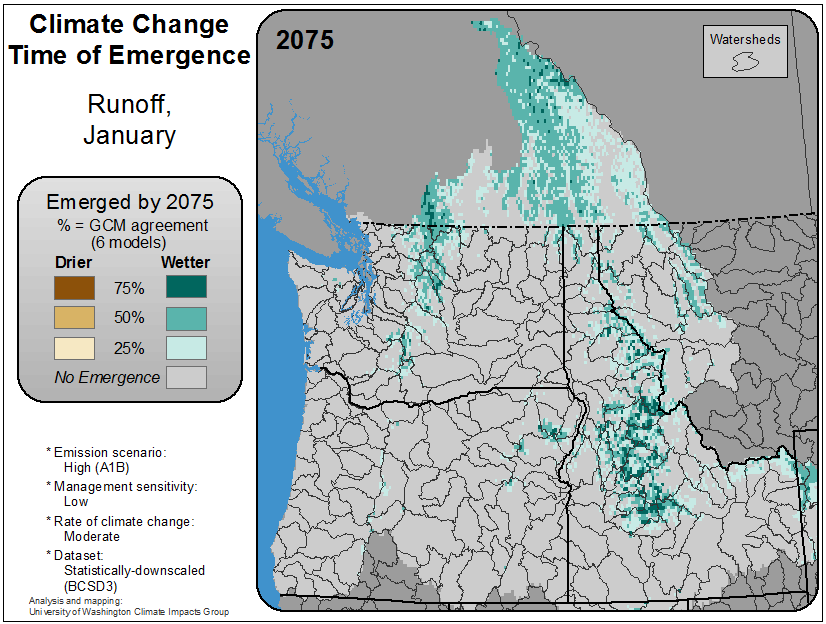 Climate Change
Time of Emergence
Runoff,
January
Emerged by 2075
% = GCM agreement
(6 models)
Drier Wetter
75%
50%
25%
No Emergence
* Emission scenario:
High (A1B)
* Management sensitivity:
Low
* Rate of climate change:
Moderate
* Dataset:
Statistically-downscaled
(BCSD3)
Analysis and mapping:
University of Washington Climate Impacts Group
2075
Watersheds